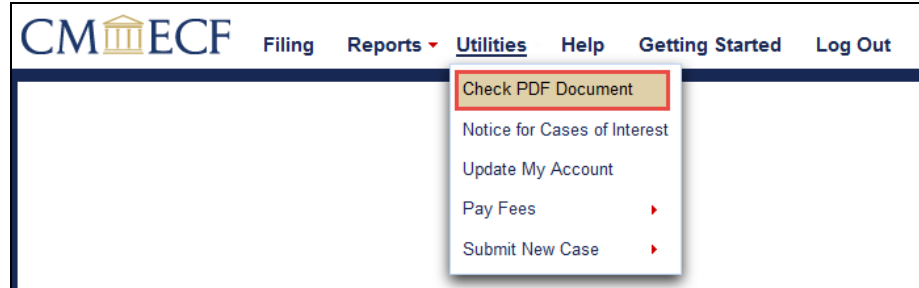 CM ECF Filing Reports Utilities Help Getting Started Log Out
Check PDF Document
Notice for Cases of Interest
Update My Account
Pay Fees
Submit New Case